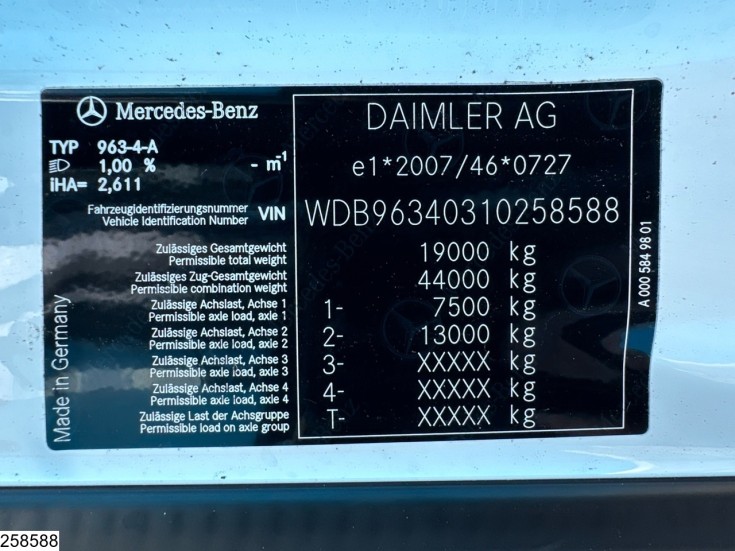 Mercedes-Benz
TYP 963-4-A
1,00 % - m-1
iHA= 2,611
DAIMLER AG
e1*2007/46*0727
Fahrzeugidentifizierungsnummer
Vehicle Identification Number
VIN
WDB96340310258588
Zulässiges Gesamtgewicht
Permissible total weight
19000 kg
Zulässiges Zug-Gesamtgewicht
Permissible combination weight
44000 kg
Zulässige Achslast, Achse 1
Permissible axle load, axle 1
1- 7500 kg
Zulässige Achslast, Achse 2
Permissible axle load, axle 2
2- 13000 kg
Zulässige Achslast, Achse 3
Permissible axle load, axle 3
3- XXXXX kg
Zulässige Achslast, Achse 4
Permissible axle load, axle 4
4- XXXXX kg
Zulässige Last der Achsgruppe
Permissible load on axle group
T- XXXXX kg
Made in Germany
A 000 584 98 01
258588